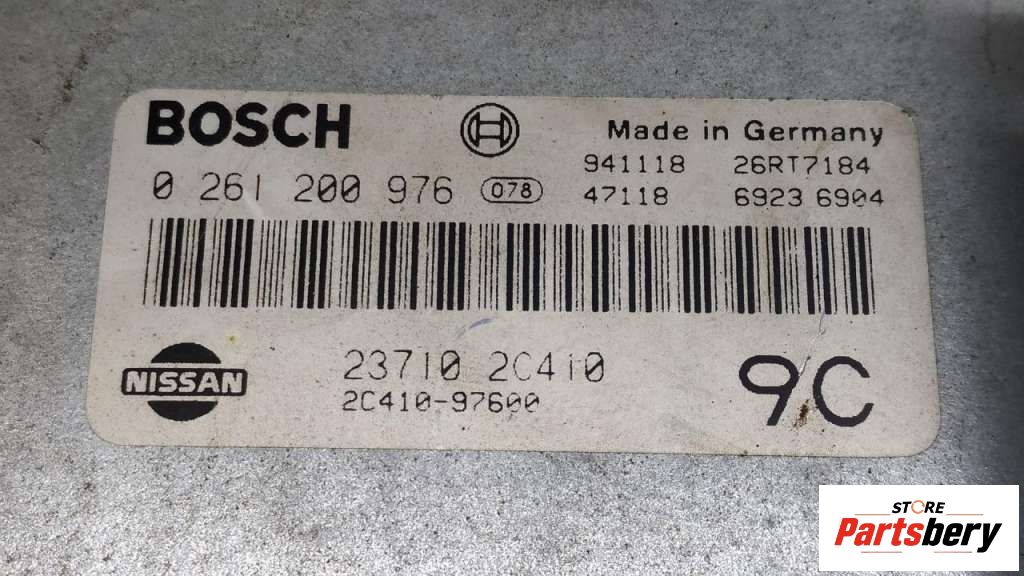 BOSCH
Made in Germany
941118 26RT7184
0 261 200 976 078
47118 6923 6904
NISSAN
23710 2C410
2C410-97600
9C
STORE
Partsbery